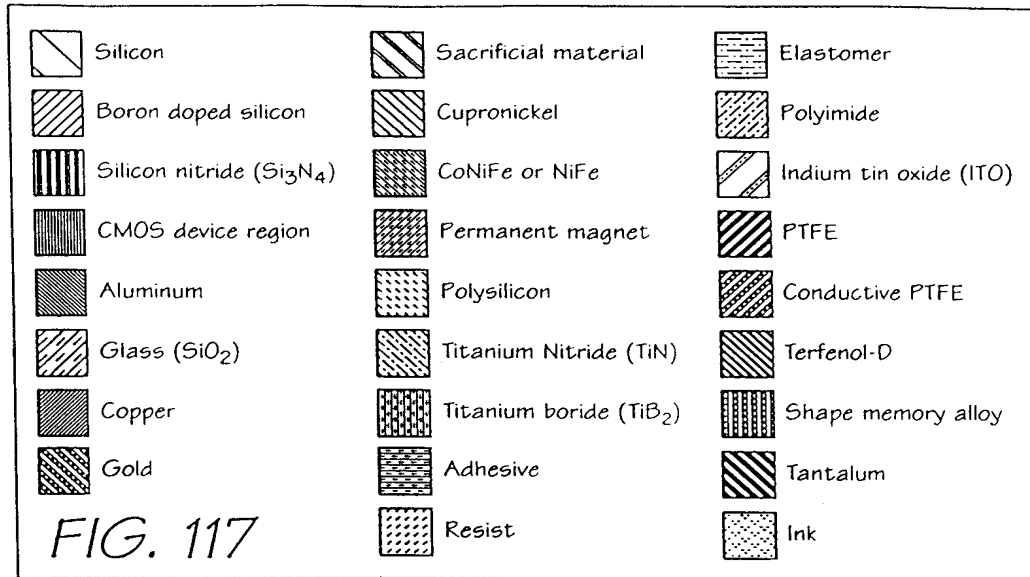 Silicon
Boron doped silicon
Silicon nitride (Si₃N₄)
CMOS device region
Aluminum
Glass (SiO₂)
Copper
Gold
FIG. 117
Sacrificial material
Cupronickel
CoNiFe or NiFe
Permanent magnet
Polysilicon
Titanium Nitride (TiN)
Titanium boride (TiB₂)
Adhesive
Resist
Elastomer
Polyimide
Indium tin oxide (ITO)
PTFE
Conductive PTFE
Terfenol-D
Shape memory alloy
Tantalum
Ink